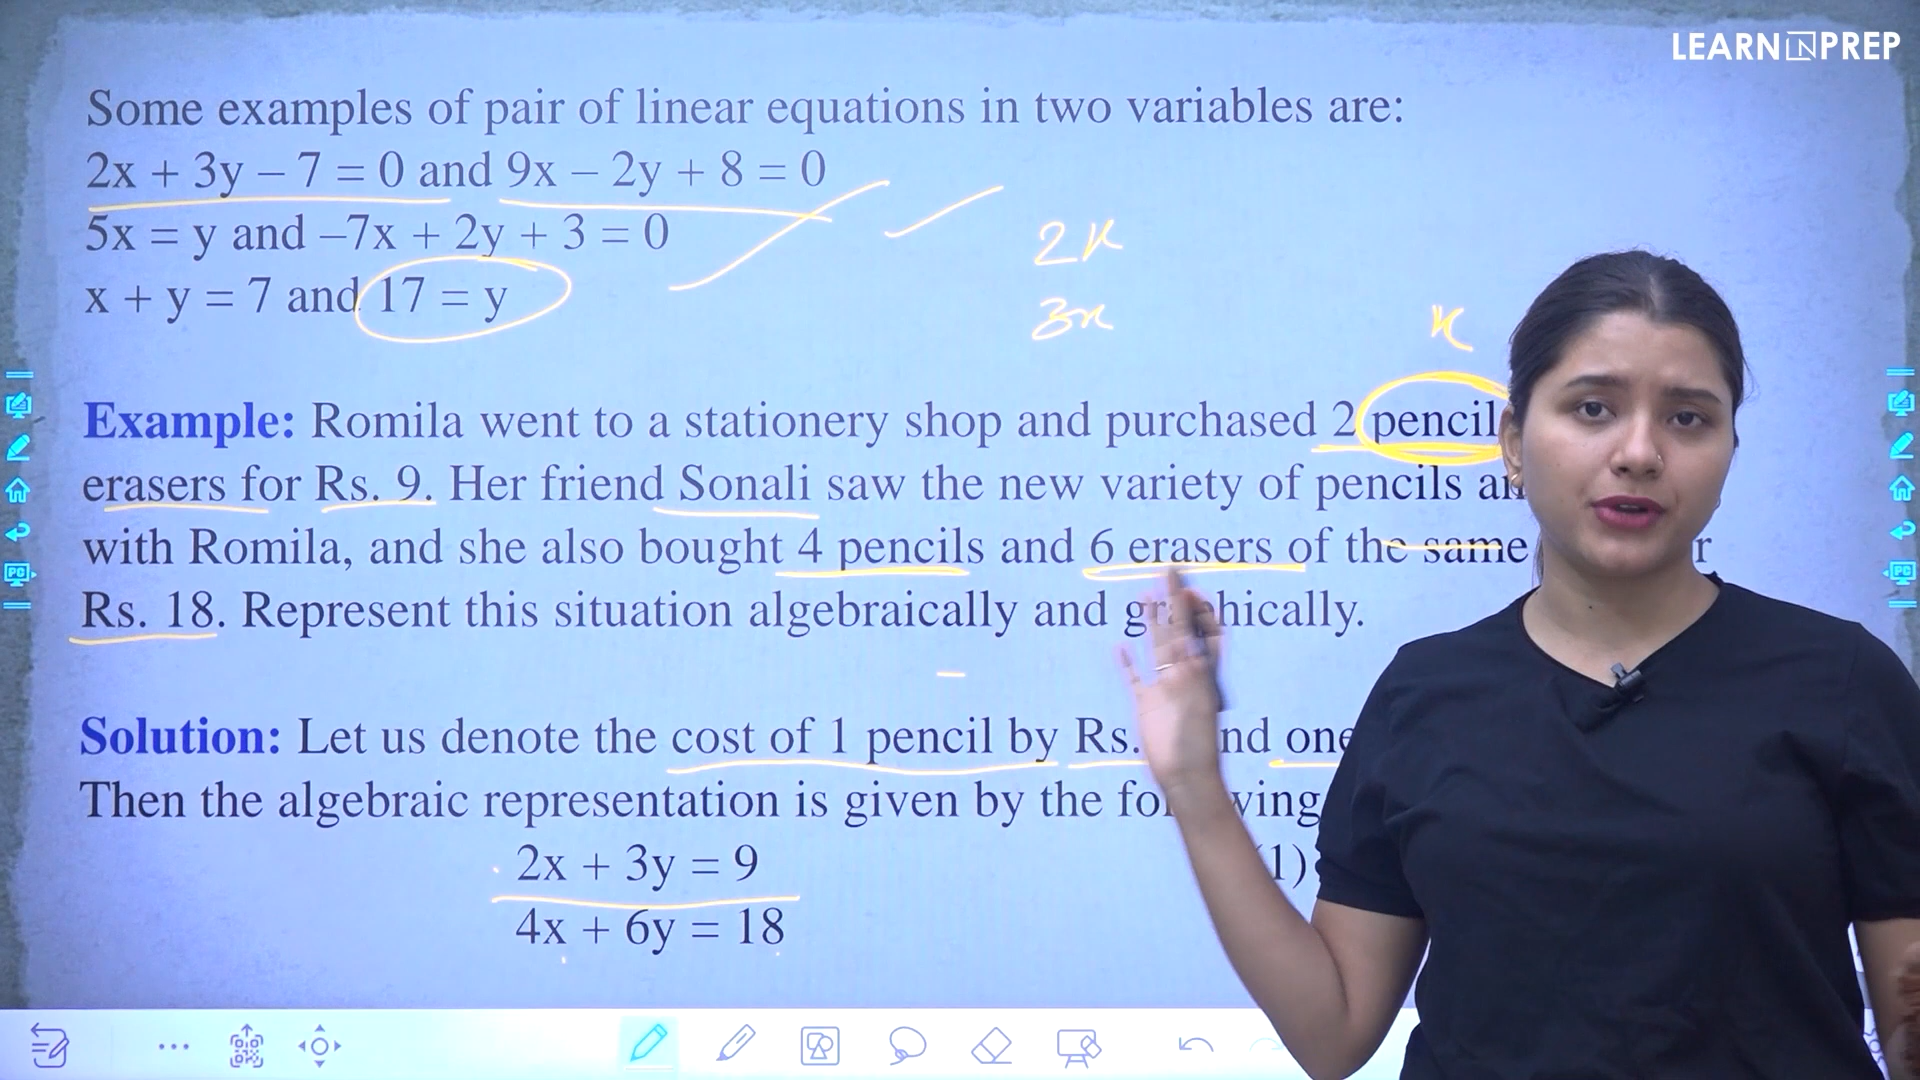 LEARN N PREP
Some examples of pair of linear equations in two variables are:
2x + 3y – 7 = 0 and 9x – 2y + 8 = 0
5x = y and –7x + 2y + 3 = 0
x + y = 7 and 17 = y
2x
3x
x
Example: Romila went to a stationery shop and purchased 2 pencil
erasers for Rs. 9. Her friend Sonali saw the new variety of pencils an
with Romila, and she also bought 4 pencils and 6 erasers of the same r
Rs. 18. Represent this situation algebraically and graphically.
Solution: Let us denote the cost of 1 pencil by Rs. nd one
Then the algebraic representation is given by the
2x + 3y = 9 1)
4x + 6y = 18
PC
PC